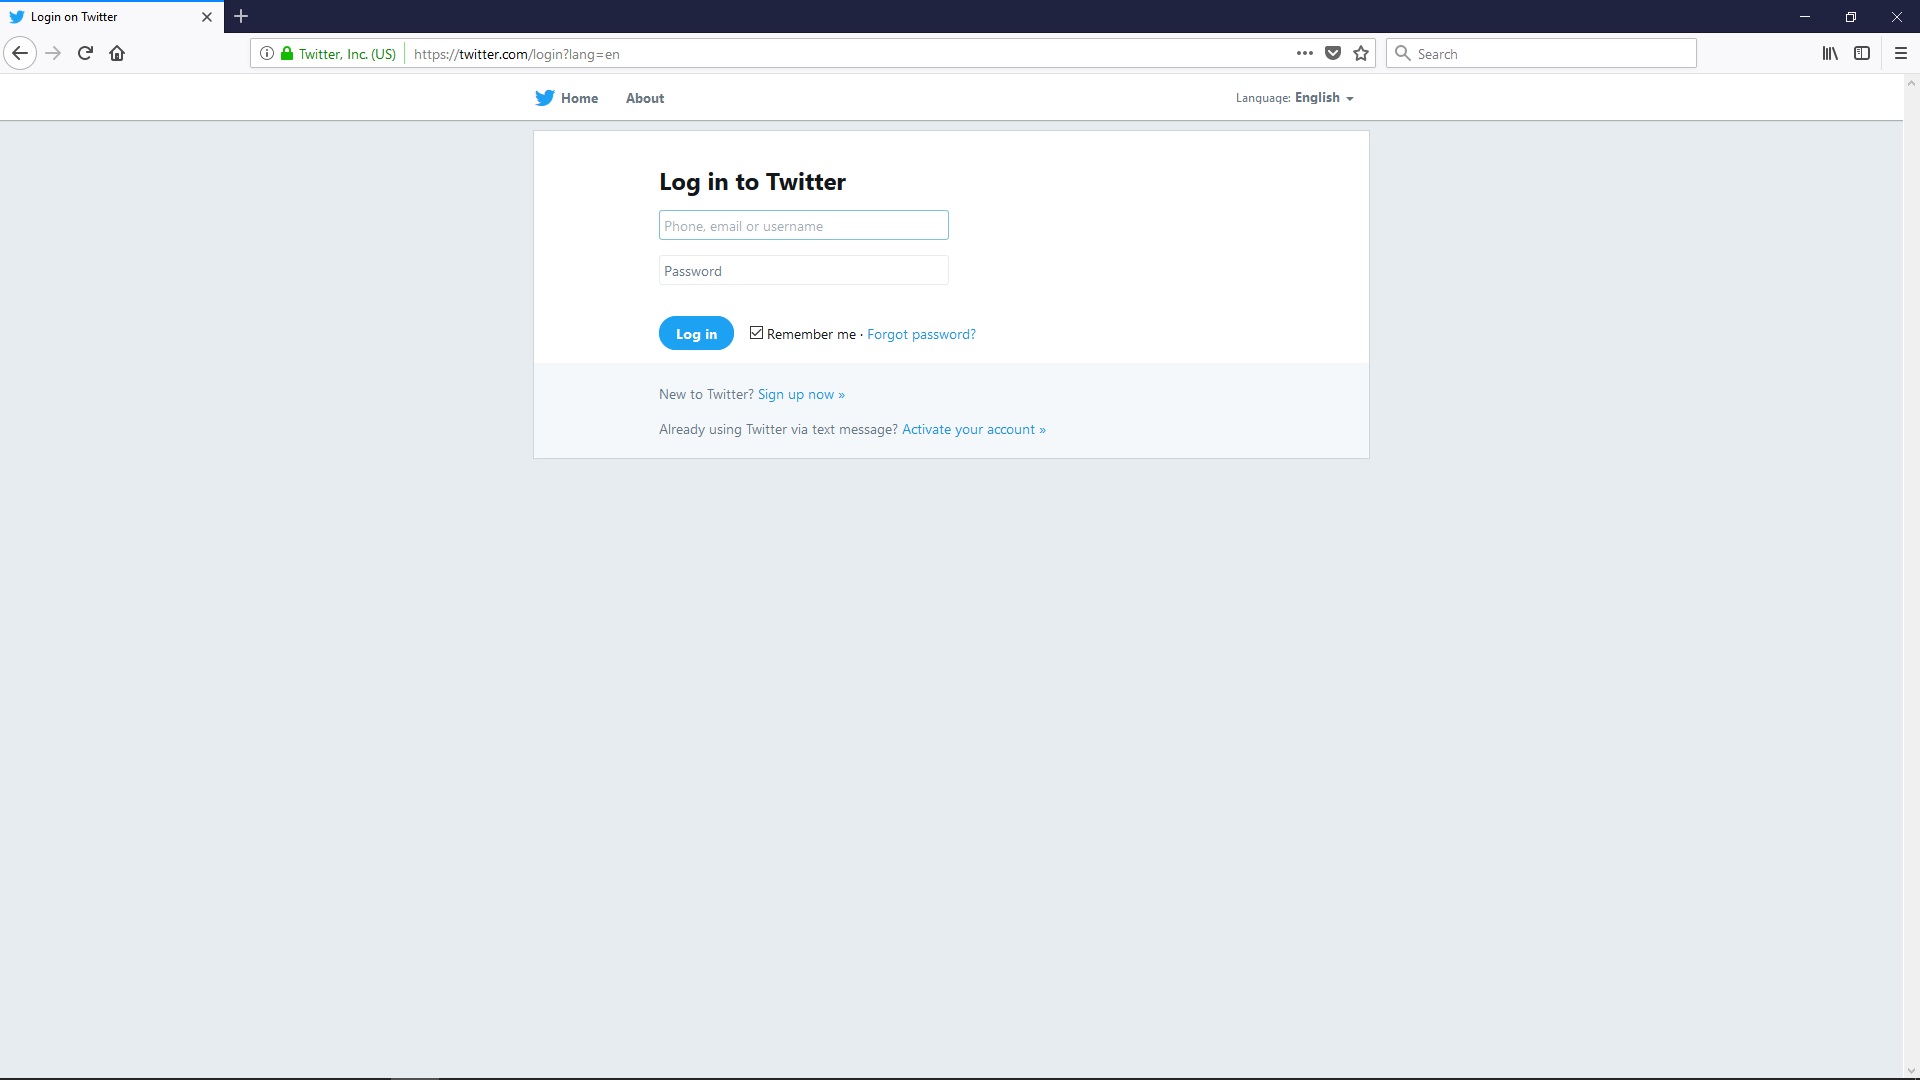 Login on Twitter
Twitter, Inc. (US) https://twitter.com/login?lang=en Search
Home About Language: English
Log in to Twitter
Phone, email or username
Password
Log in Remember me · Forgot password?
New to Twitter? Sign up now »
Already using Twitter via text message? Activate your account »